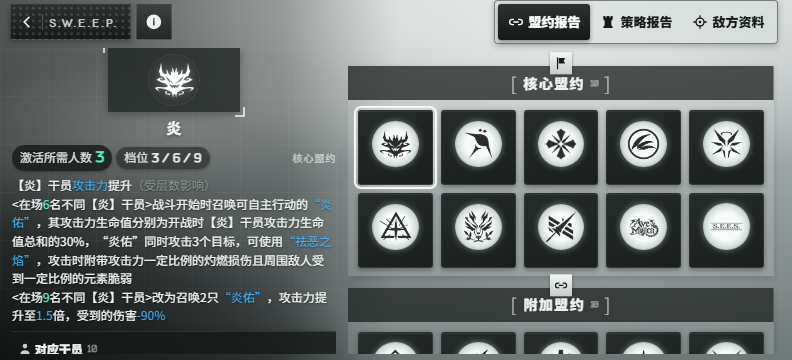 S.W.E.E.P.
盟约报告
策略报告
敌方资料
炎
激活所需人数 3
档位 3/6/9
核心盟约
【炎】干员攻击力提升（受层数影响）
<在场6名不同【炎】干员>战斗开始时召唤可自行动的“炎
佑”，其攻击力生命值分别为开战时【炎】干员攻击力生命
值总和的30%，“炎佑”同时攻击3个目标，可使用“祛恶之
焰”，攻击时附带攻击力一定比例的灼燃损伤且周围敌人受
到一定比例的元素脆弱
<在场9名不同【炎】干员>改为召唤2只“炎佑”，攻击力提
升至1.5倍，受到的伤害-90%
对应干员 10
[ 核心盟约 10 ]
Ave Mujica
S.E.E.S.
[ 附加盟约 ]